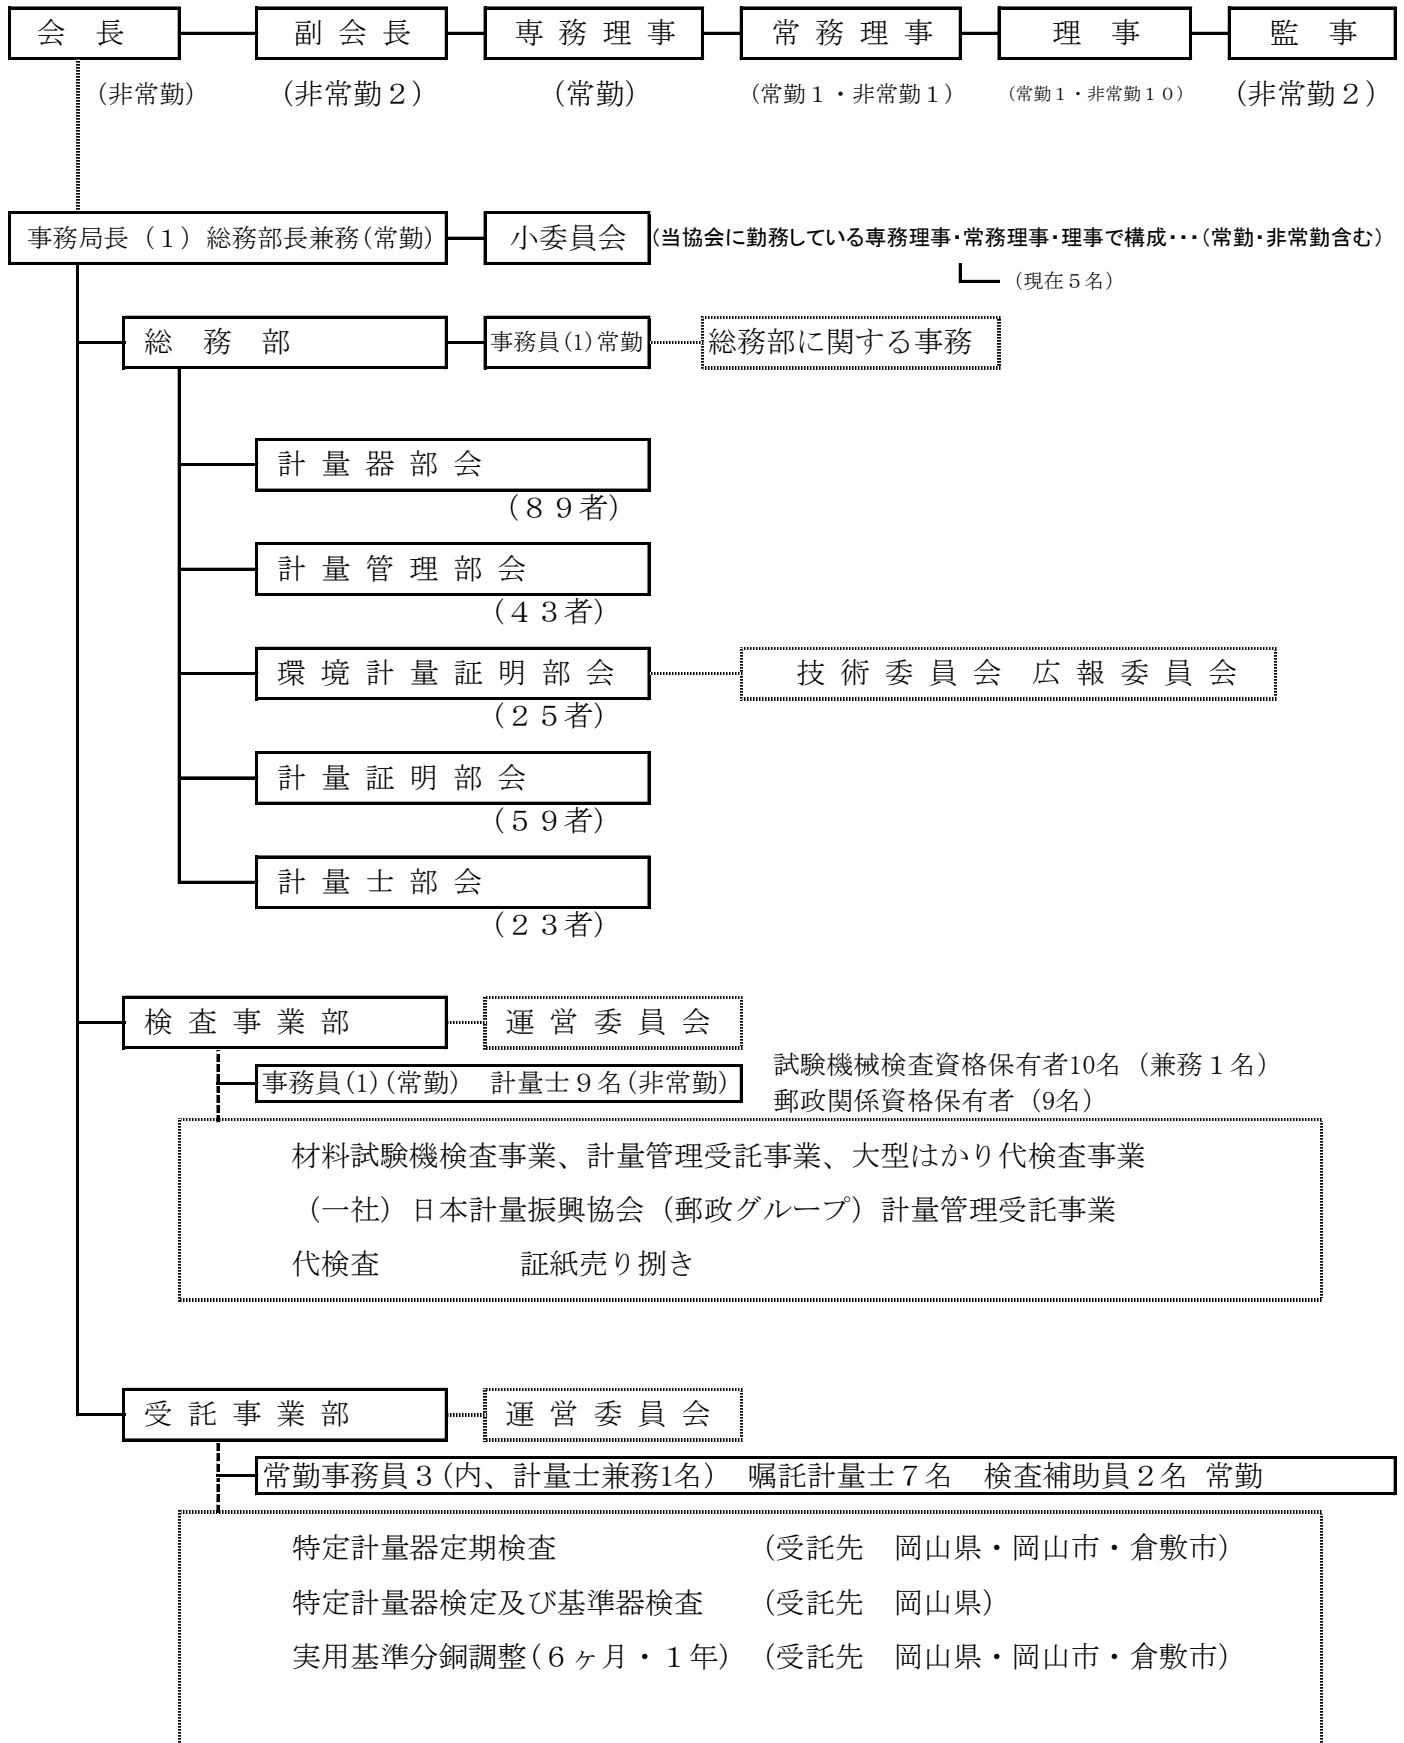 会長 副会長 専務理事 常務理事 理事 監事
(非常勤) (非常勤２) (常勤) (常勤１・非常勤１) (常勤１・非常勤１０) (非常勤２)
事務局長（１）総務部長兼務(常勤) 小委員会 (当協会に勤務している専務理事・常務理事・理事で構成・・・(常勤・非常勤含む)
（現在５名）
総務部 事務員(1)常勤 総務部に関する事務
計量器部会
(８９者)
計量管理部会
(４３者)
環境計量証明部会 技術委員会 広報委員会
(２５者)
計量証明部会
(５９者)
計量士部会
(２３者)
検査事業部 運営委員会
事務員(1)(常勤) 計量士９名(非常勤)
試験機械検査資格保有者10名（兼務１名）
郵政関係資格保有者（9名）
材料試験機検査事業、計量管理受託事業、大型はかり代検査事業
（一社）日本計量振興協会（郵政グループ）計量管理受託事業
代検査 証紙売り捌き
受託事業部 運営委員会
常勤事務員３(内、計量士兼務1名) 嘱託計量士７名 検査補助員２名 常勤
特定計量器定期検査 (受託先 岡山県・岡山市・倉敷市)
特定計量器検定及び基準器検査 (受託先 岡山県)
実用基準分銅調整(６ヶ月・１年) (受託先 岡山県・岡山市・倉敷市)